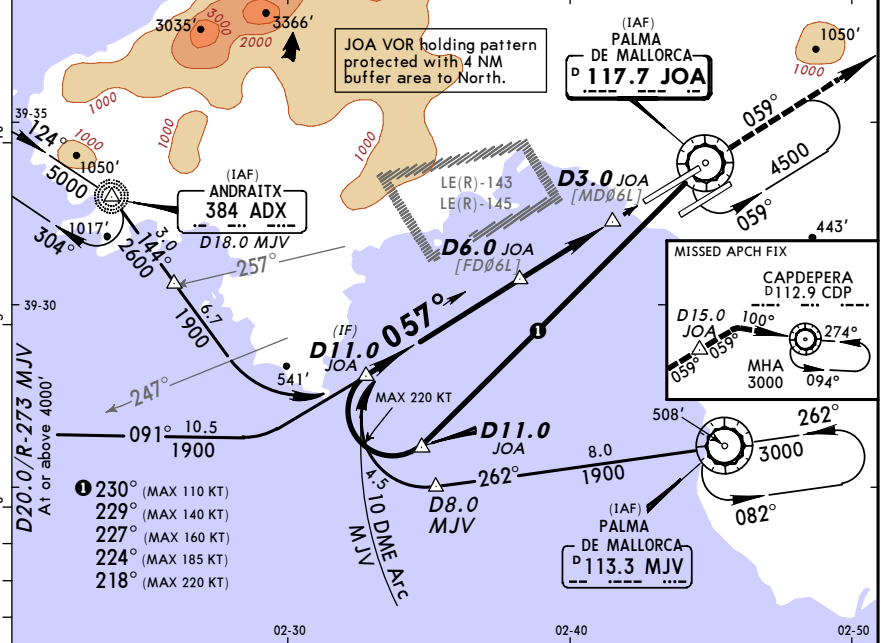 3035'
3000
2000
3366'
JOA VOR holding pattern
protected with 4 NM
buffer area to North.
(IAF)
PALMA
DE MALLORCA
D 117.7 JOA
1050'
1000
1000
39-35
124°
5000
1000
1050'
1000
1000
(IAF)
ANDRAITX
384 ADX
D18.0 MJV
1017'
304°
3.0
144°
2600
257°
LE(R)-143
LE(R)-145
D3.0 JOA
[MD06L]
D6.0 JOA
[FD06L]
059°
4500
059°
443'
39-30
6.7
1900
247°
541'
(IF)
D11.0
JOA
057°
1
MISSED APCH FIX
CAPDEPERA
D112.9 CDP
D15.0
JOA
100°
059°
059°
274°
MHA
3000
094°
MAX 220 KT
D20.0/R-273 MJV
At or above 4000'
091°
10.5
1900
D11.0
JOA
508'
262°
3000
082°
262°
8.0
1900
4.5
D8.0
MJV
10 DME Arc
MJV
(IAF)
PALMA
DE MALLORCA
D 113.3 MJV
1 230° (MAX 110 KT)
229° (MAX 140 KT)
227° (MAX 160 KT)
224° (MAX 185 KT)
218° (MAX 220 KT)
02-30
02-40
02-50